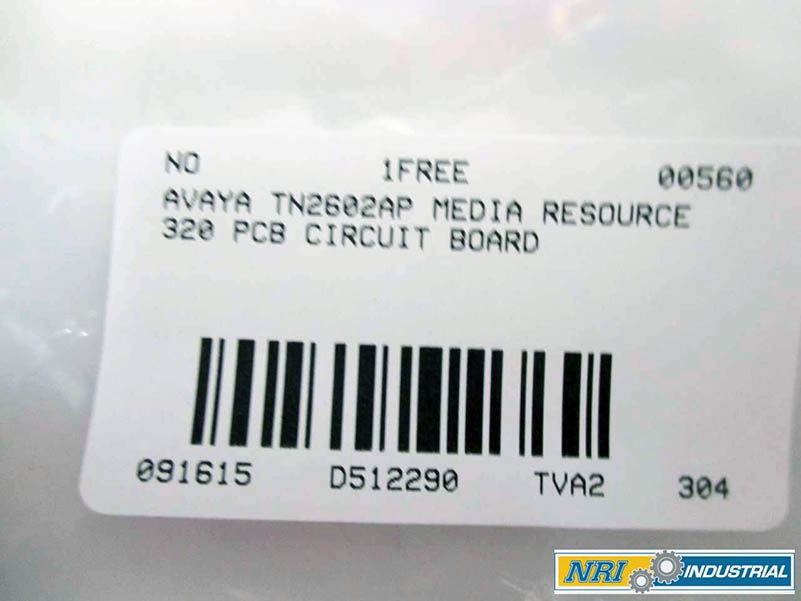 NO 1FREE 00560
AVAYA TN2602AP MEDIA RESOURCE
320 PCB CIRCUIT BOARD
091615 D512290 TVA2 304
NRI INDUSTRIAL